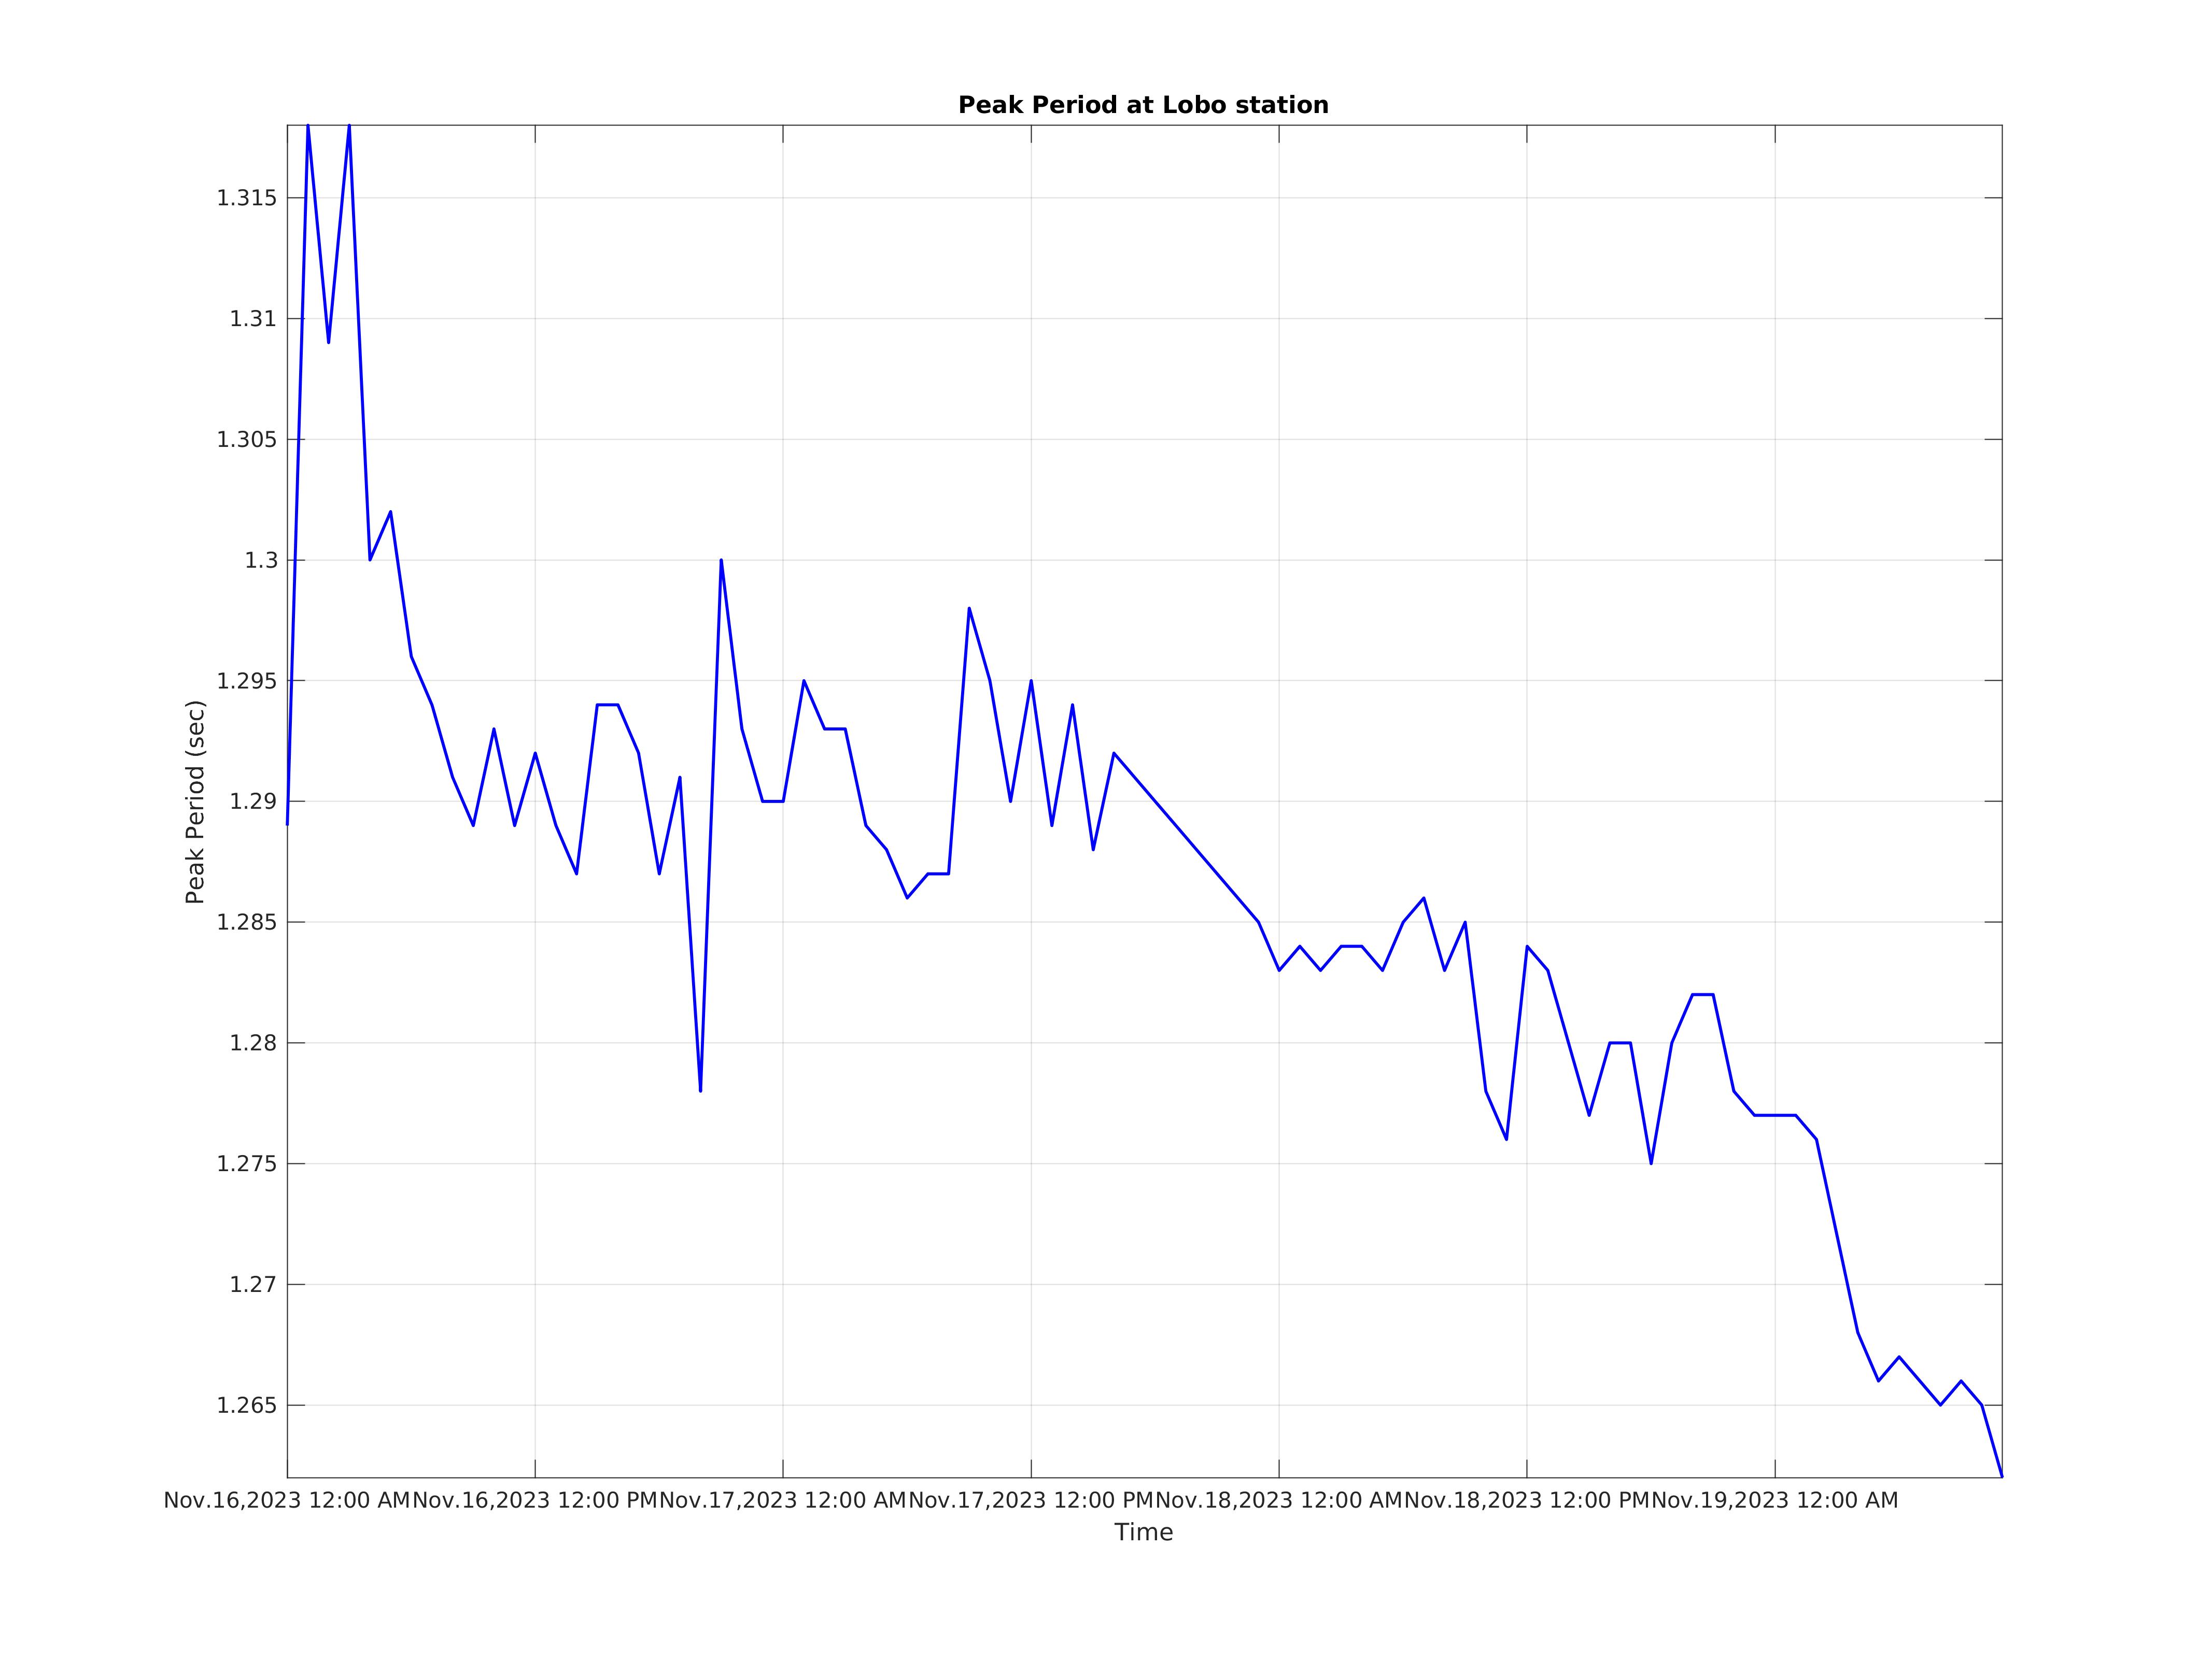 Peak Period at Lobo station
1.315
1.31
1.305
1.3
1.295
1.29
1.285
1.28
1.275
1.27
1.265
Peak Period (sec)
Nov.16,2023 12:00 AM Nov.16,2023 12:00 PM Nov.17,2023 12:00 AM Nov.17,2023 12:00 PM Nov.18,2023 12:00 AM Nov.18,2023 12:00 PM Nov.19,2023 12:00 AM
Time